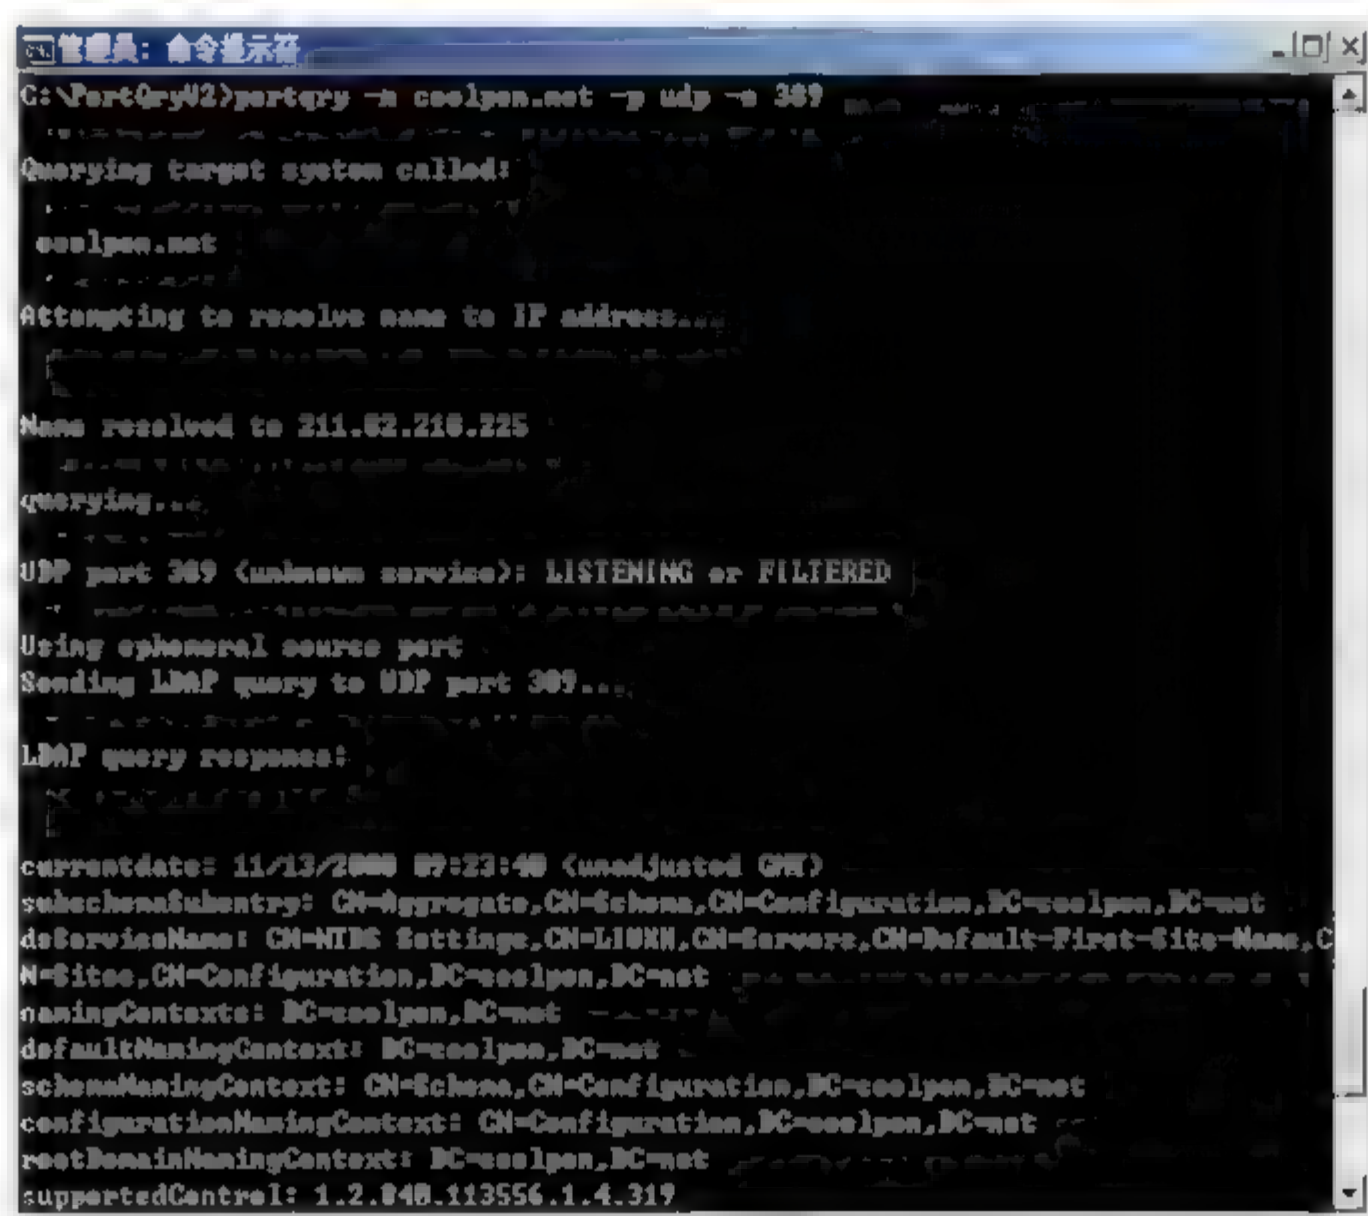 管理员: 命令提示符
C:\PortQryV2>portqry -n coolpen.net -p udp -e 389
Querying target system called:
coolpen.net
Attempting to resolve name to IP address...
Name resolved to 211.82.218.225
querying...
UDP port 389 (unknown service): LISTENING or FILTERED
Using ephemeral source port
Sending LDAP query to UDP port 389...
LDAP query response:
currentdate: 11/13/2008 07:23:40 (unadjusted GMT)
subschemaSubentry: CN=Aggregate,CN=Schema,CN=Configuration,DC=coolpen,DC=net
dsServiceName: CN=NTDS Settings,CN=LIUXH,CN=Servers,CN=Default-First-Site-Name,C
N=Sites,CN=Configuration,DC=coolpen,DC=net
namingContexts: DC=coolpen,DC=net
defaultNamingContext: DC=coolpen,DC=net
schemaNamingContext: CN=Schema,CN=Configuration,DC=coolpen,DC=net
configurationNamingContext: CN=Configuration,DC=coolpen,DC=net
rootDomainNamingContext: DC=coolpen,DC=net
supportedControl: 1.2.840.113556.1.4.319